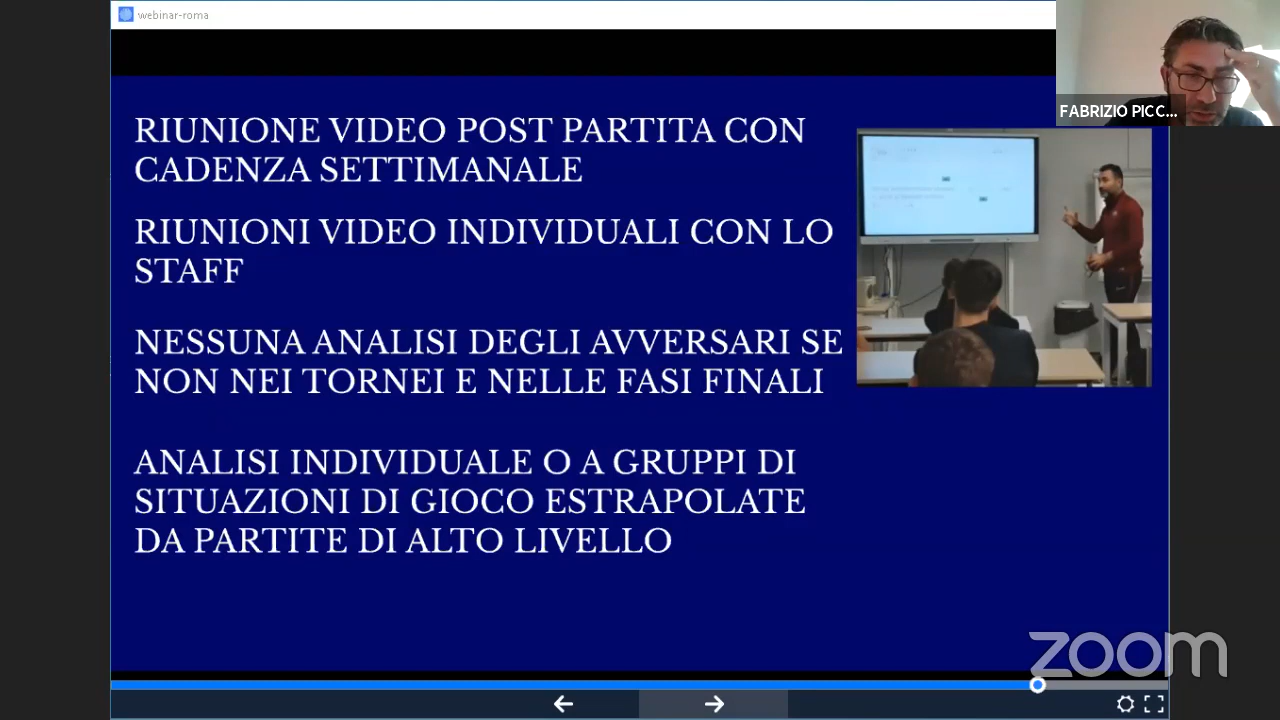 webinar-roma
FABRIZIO PICC...
RIUNIONE VIDEO POST PARTITA CON
CADENZA SETTIMANALE
RIUNIONI VIDEO INDIVIDUALI CON LO
STAFF
NESSUNA ANALISI DEGLI AVVERSARI SE
NON NEI TORNEI E NELLE FASI FINALI
ANALISI INDIVIDUALE O A GRUPPI DI
SITUAZIONI DI GIOCO ESTRAPOLATE
DA PARTITE DI ALTO LIVELLO
zoom